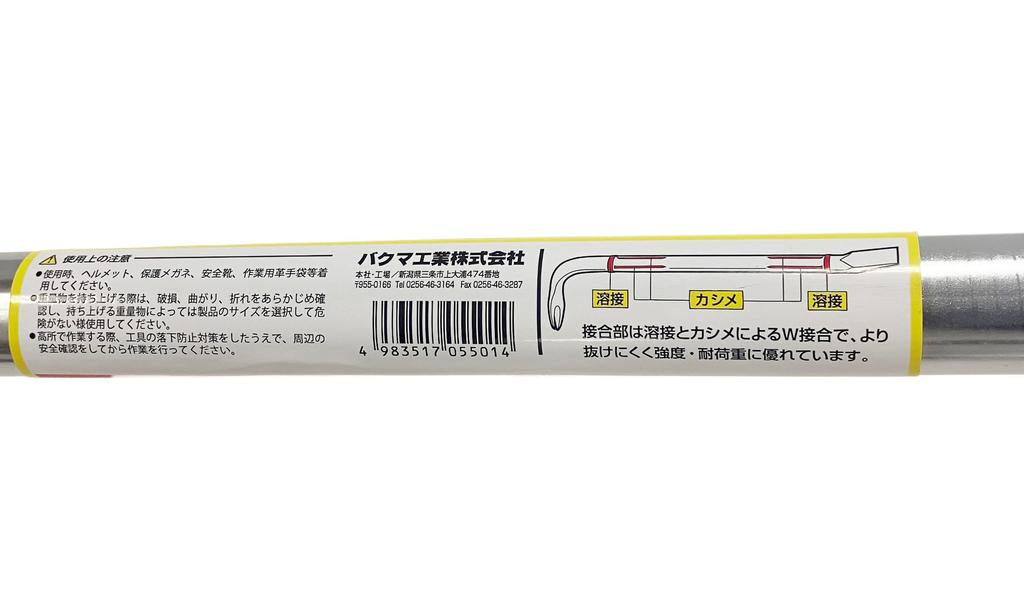 使用上の注意
●使用時、ヘルメット、保護メガネ、安全靴、作業用革手袋等着
用してください。
●重量物を持ち上げる際は、破損、曲がり、折れをあらかじめ確
認し、持ち上げる重量物によっては製品のサイズを選択して危
険がない様使用してください。
●高所で作業する際、工具の落下防止対策をしたうえで、周辺の
安全確認をしてから作業を行ってください。
バクマ工業株式会社
本社・工場／新潟県三条市上大浦474番地
〒955-0166 Tel 0256-46-3164 Fax 0256-46-3287
4 983517 055014
溶接 カシメ 溶接
接合部は溶接とカシメによるW接合で、より
抜けにくく強度・耐荷重に優れています。